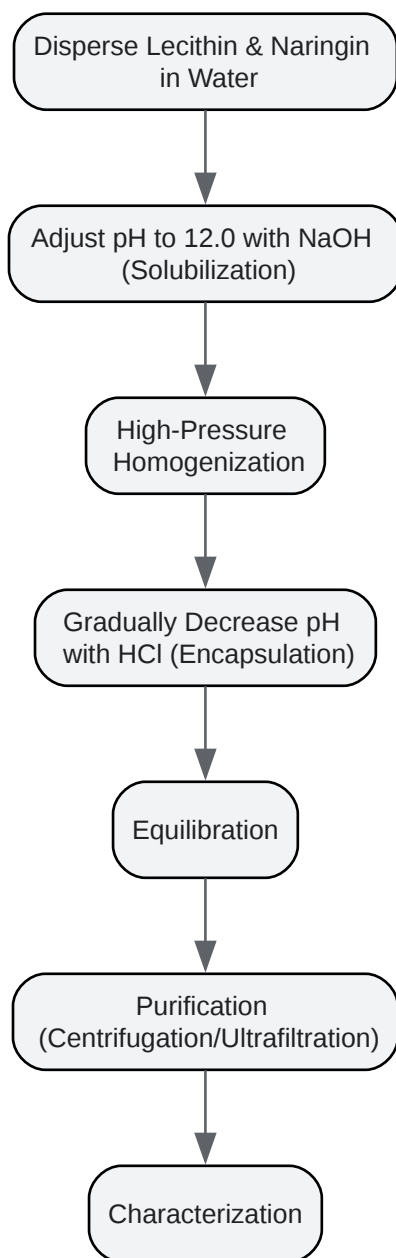 Disperse Lecithin & Naringin
in Water
Adjust pH to 12.0 with NaOH
(Solubilization)
High-Pressure
Homogenization
Gradually Decrease pH
with HCl (Encapsulation)
Equilibration
Purification
(Centrifugation/Ultrafiltration)
Characterization